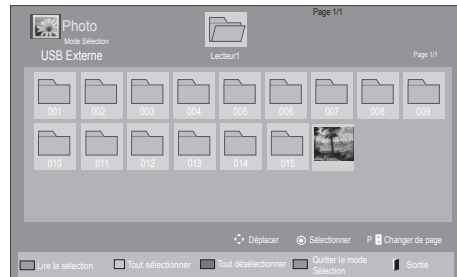 Page 1/1
Photo
Mode Sélection
USB Externe
Lecteur1
Page 1/1
001 002 003 004 005 006 007 008 009
010 011 012 013 014 015
Déplacer Sélectionner P Changer de page
Lire la sélection Tout sélectionner Tout désélectionner Quitter le mode Sélection Sortie